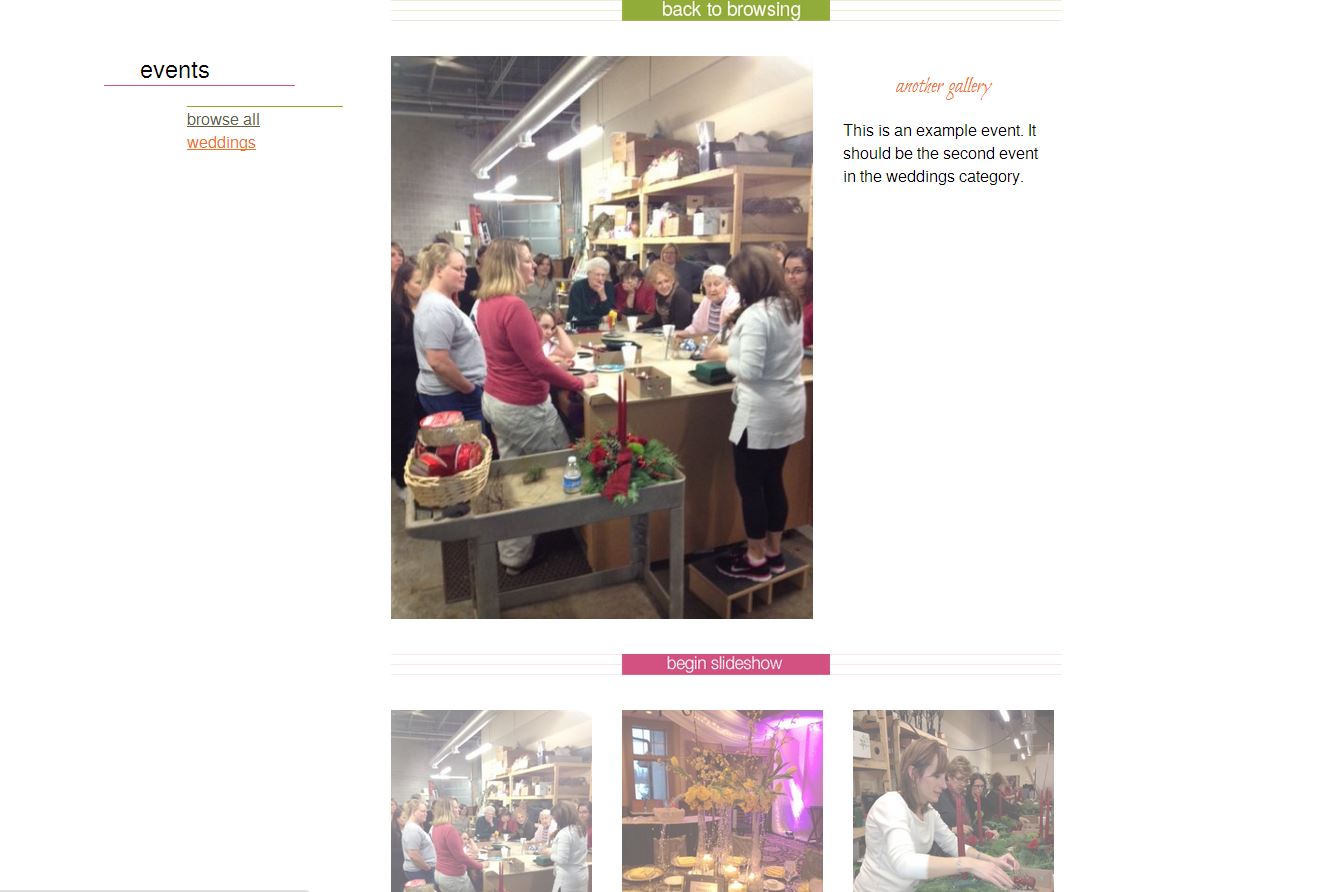 back to browsing
events
browse all
weddings
another gallery
This is an example event. It
should be the second event
in the weddings category.
begin slideshow